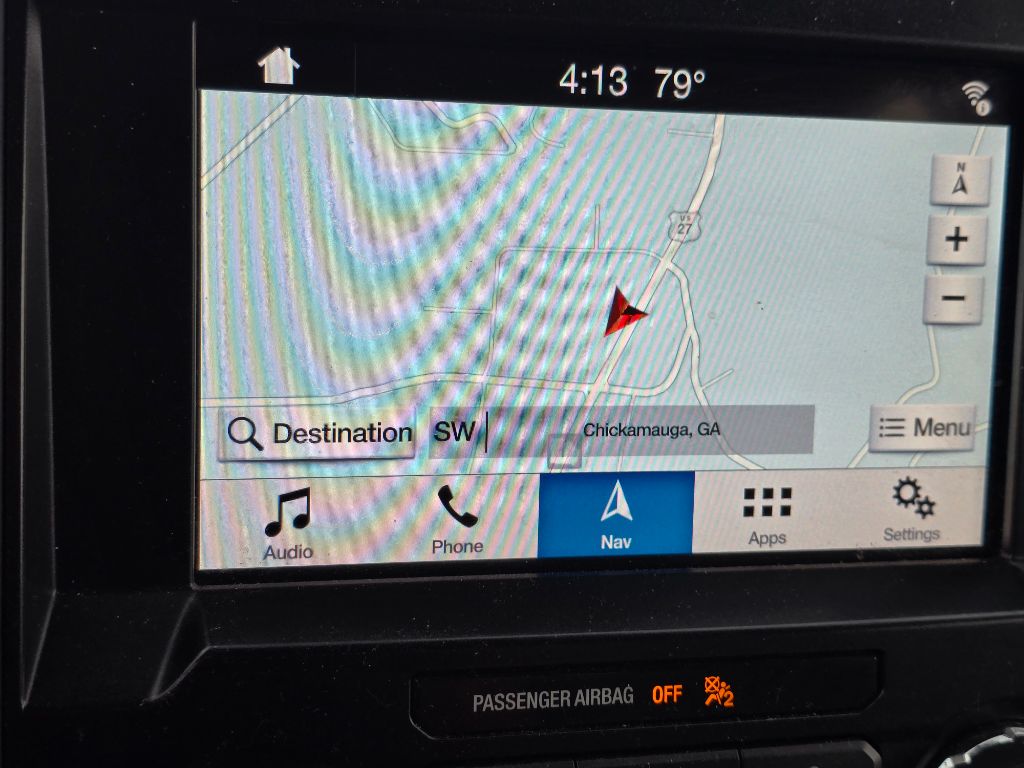 4:13 79°
N
US
27
+
−
Destination SW Chickamauga, GA Menu
Audio Phone Nav Apps Settings
PASSENGER AIRBAG OFF 2